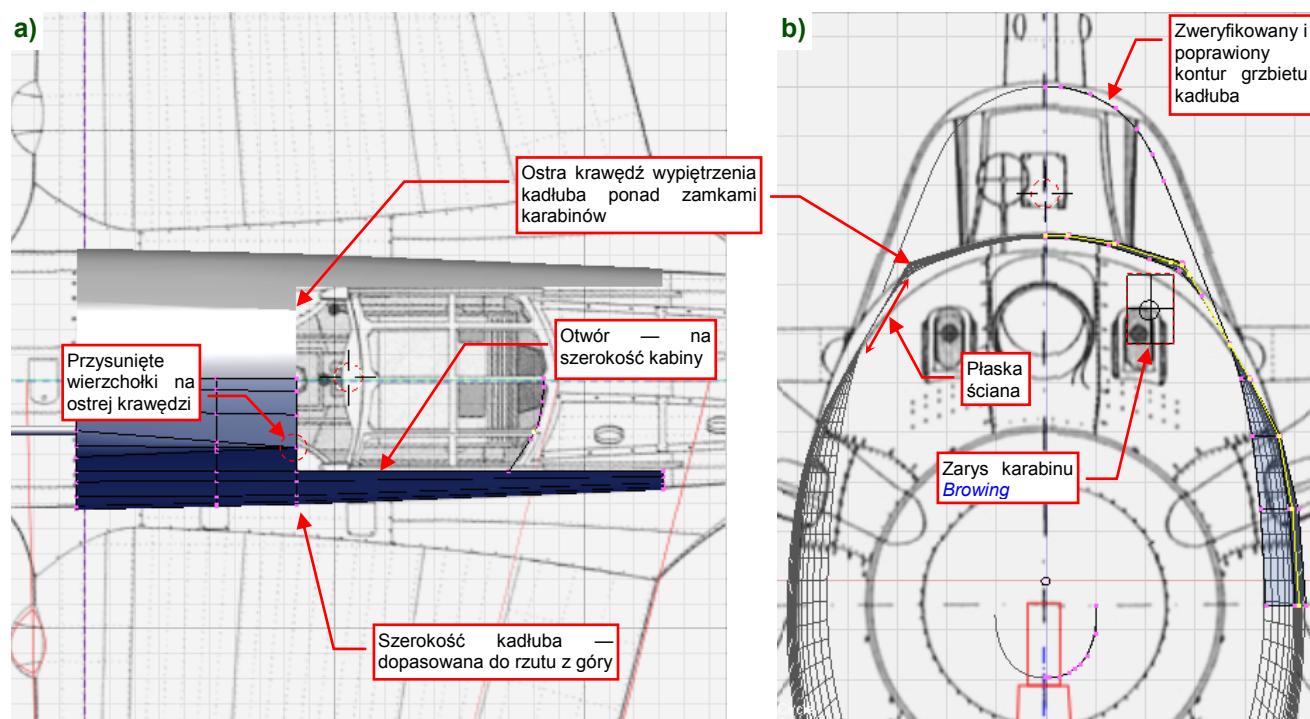 a)
b)
Zweryfikowany i
poprawiony
kontur grzbietu
kadłuba
Ostra krawędź wypiętrzenia
kadłuba ponad zamkami
karabinów
Otwór — na
szerokość kabiny
Przysunięte
wierzchołki na
ostrej krawędzi
Płaska
ściana
Zarys karabinu
Browing
Szerokość kadłuba —
dopasowana do rzutu z góry